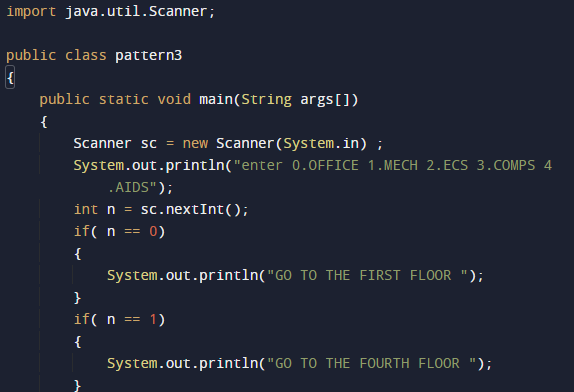 import java.util.Scanner;
public class pattern3
{
    public static void main(String args[])
    {
        Scanner sc = new Scanner(System.in) ;
        System.out.println("enter 0.OFFICE 1.MECH 2.ECS 3.COMPS 4
            .AIDS");
        int n = sc.nextInt();
        if( n == 0)
        {
            System.out.println("GO TO THE FIRST FLOOR ");
        }
        if( n == 1)
        {
            System.out.println("GO TO THE FOURTH FLOOR ");
        }